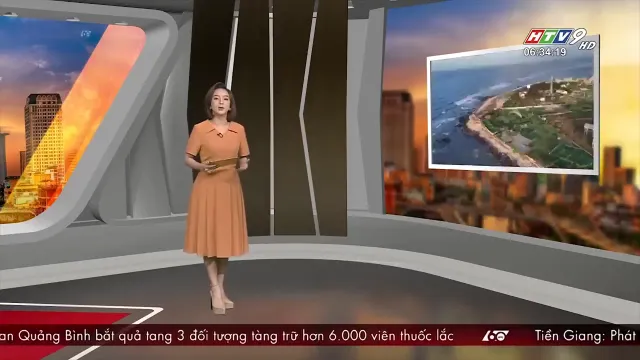 HTV9 HD
06:34:19
an Quảng Bình bắt quả tang 3 đối tượng tàng trữ hơn 6.000 viên thuốc lắc 60 Tiền Giang: Phát